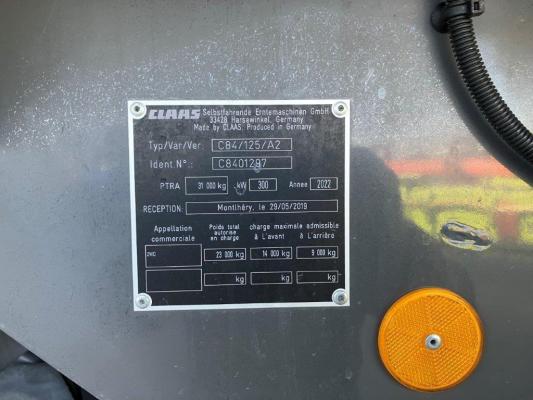 CLAAS Selbstfahrende Erntemaschinen GmbH
33428 Harsewinkel, Germany
Made by CLAAS; Produced in Germany
Typ/Var/Ver: C84/125/A2
Ident.N°.: C8401297
PTRA 31 000 kg kW 300 Annee 2022
RECEPTION: Montlhéry, le 29/05/2019
Appellation commerciale Poids total autorise en charge charge maximale admissible à L'avant à L'arrière
23 000 kg 14 000 kg 9 000 kg
kg kg kg